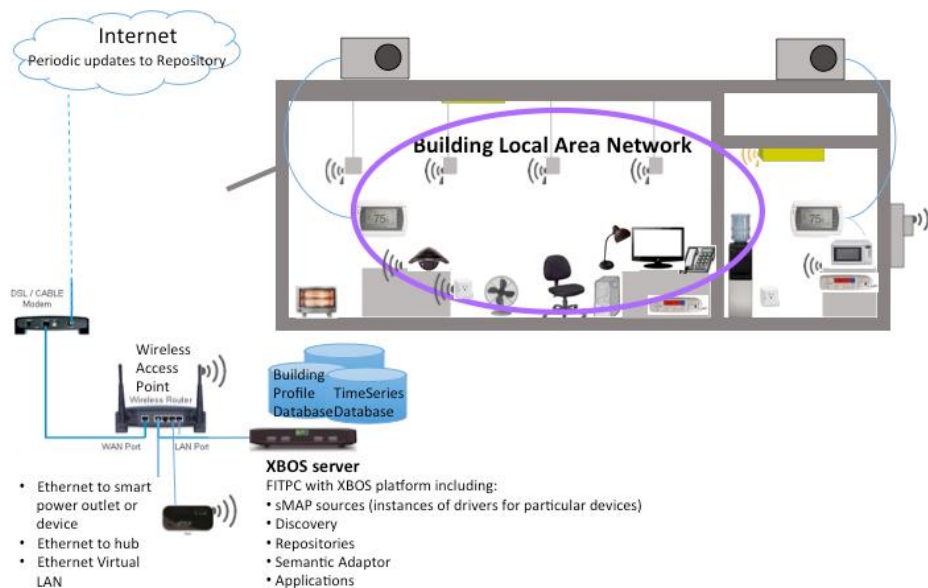 Internet
Periodic updates to Repository
Building Local Area Network
75
75
DSL / CABLE
Modem
Wireless
Access
Point
Wireless Router
WAN Port
LAN Port
Building
Profile
Database
TimeSeries
Database
XBOS server
FITPC with XBOS platform including:
• sMAP sources (instances of drivers for particular devices)
• Discovery
• Repositories
• Semantic Adaptor
• Applications
• Ethernet to smart
power outlet or
device
• Ethernet to hub
• Ethernet Virtual
LAN